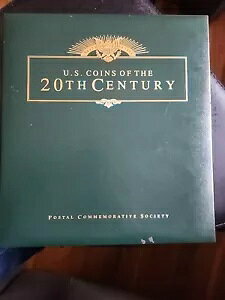 U.S. COINS OF THE
20TH CENTURY
POSTAL COMMEMORATIVE SOCIETY